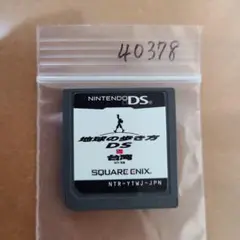 40378
NINTENDO DS
地球の歩き方
DS
台湾
SQUARE ENIX
NTR-YTWJ-JPN